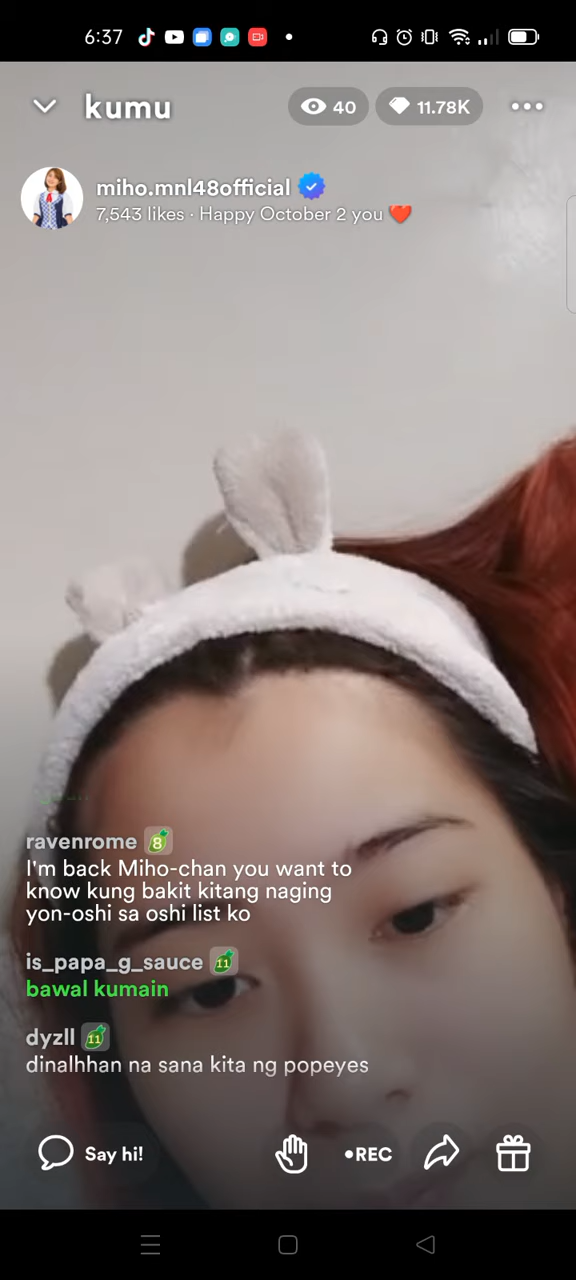 6:37
kumu
40
11.78K
miho.mnl48official
7,543 likes · Happy October 2 you ❤️
ravenrome 8
I'm back Miho-chan you want to
know kung bakit kitang naging
yon-oshi sa oshi list ko
is_papa_g_sauce 11
bawal kumain
dyzll 11
dinalhhan na sana kita ng popeyes
Say hi!
•REC